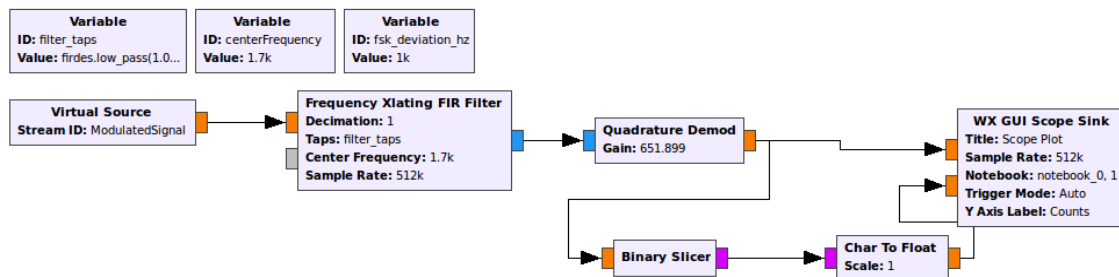 Variable
ID: filter_taps
Value: firdes.low_pass(1.0...
Variable
ID: centerFrequency
Value: 1.7k
Variable
ID: fsk_deviation_hz
Value: 1k
Virtual Source
Stream ID: ModulatedSignal
Frequency Xlating FIR Filter
Decimation: 1
Taps: filter_taps
Center Frequency: 1.7k
Sample Rate: 512k
Quadrature Demod
Gain: 651.899
WX GUI Scope Sink
Title: Scope Plot
Sample Rate: 512k
Notebook: notebook_0, 1
Trigger Mode: Auto
Y Axis Label: Counts
Binary Slicer
Char To Float
Scale: 1